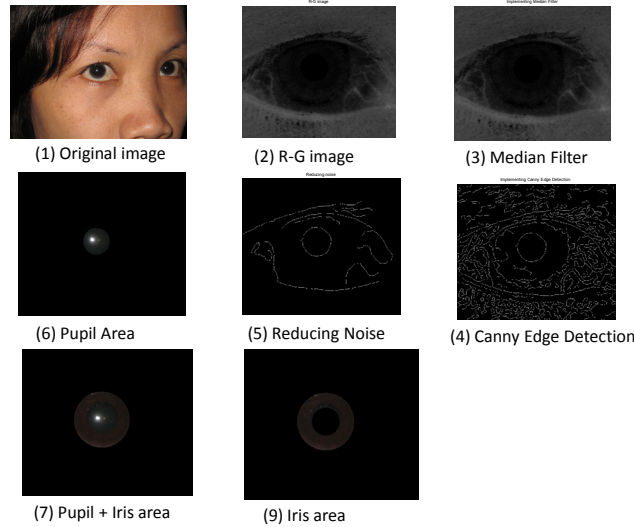 R-G image
Implementing Median Filter
(1) Original image
(2) R-G image
(3) Median Filter
Reducing noise
Implementing Canny Edge Detection
(6) Pupil Area
(5) Reducing Noise
(4) Canny Edge Detection
(7) Pupil + Iris area
(9) Iris area